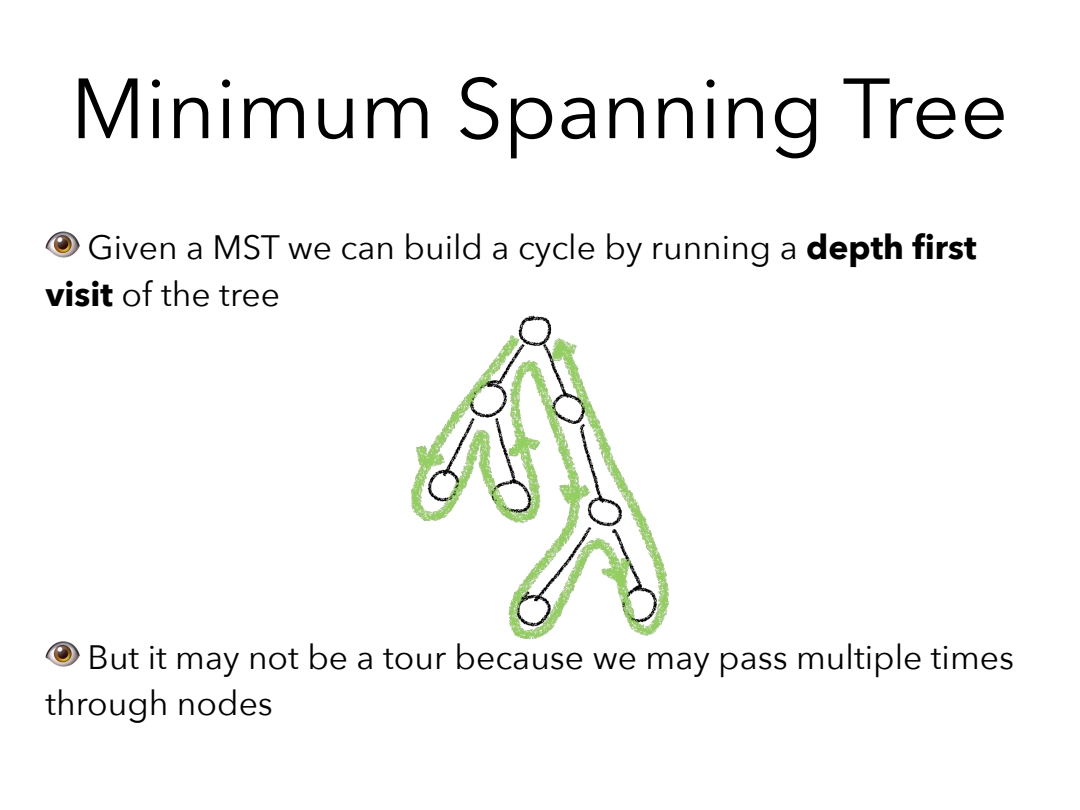 Minimum Spanning Tree
👁 Given a MST we can build a cycle by running a depth first
visit of the tree
👁 But it may not be a tour because we may pass multiple times
through nodes